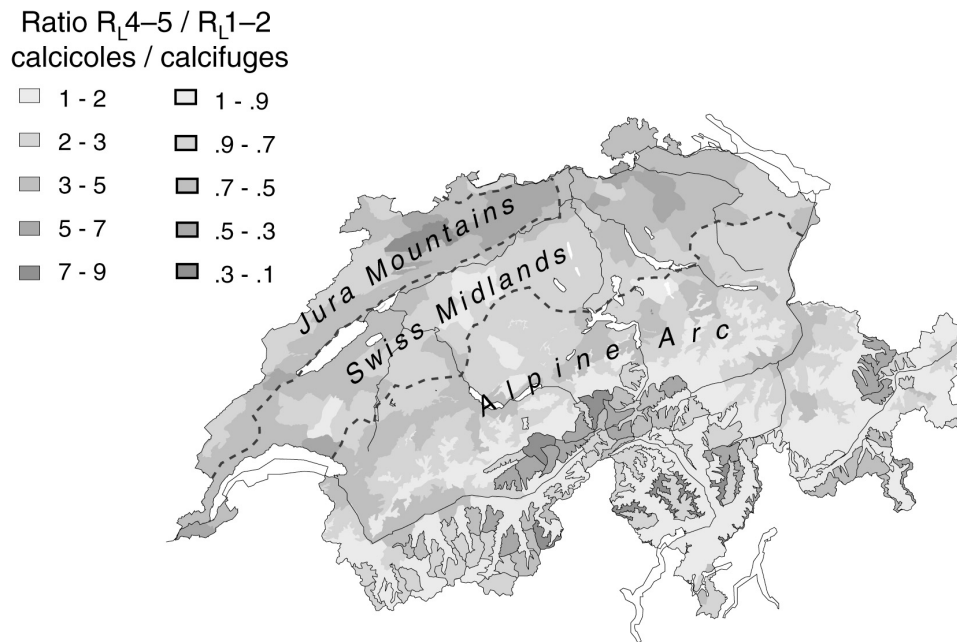 Ratio R_L4–5 / R_L1–2
calcicoles / calcifuges
1 - 2
1 - .9
2 - 3
.9 - .7
3 - 5
.7 - .5
5 - 7
.5 - .3
7 - 9
.3 - .1
Jura Mountains
Swiss Midlands
Alpine Arc